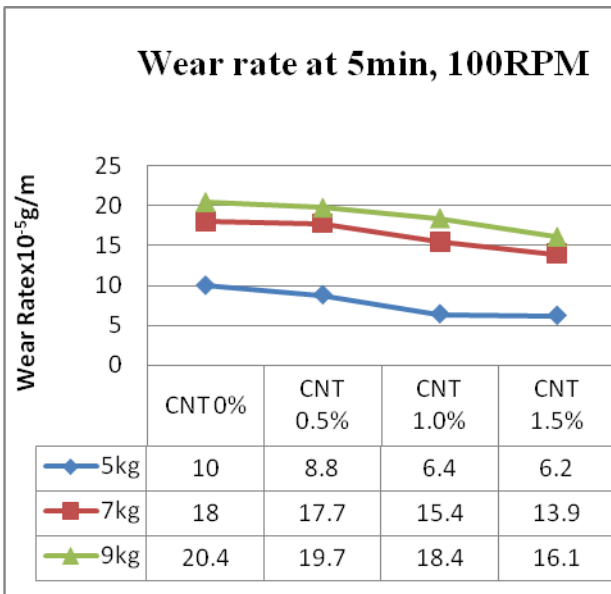 Wear rate at 5min, 100RPM
Wear Ratex10⁻⁵g/m
25
20
15
10
5
0
CNT 0% CNT 0.5% CNT 1.0% CNT 1.5%
5kg 10 8.8 6.4 6.2
7kg 18 17.7 15.4 13.9
9kg 20.4 19.7 18.4 16.1